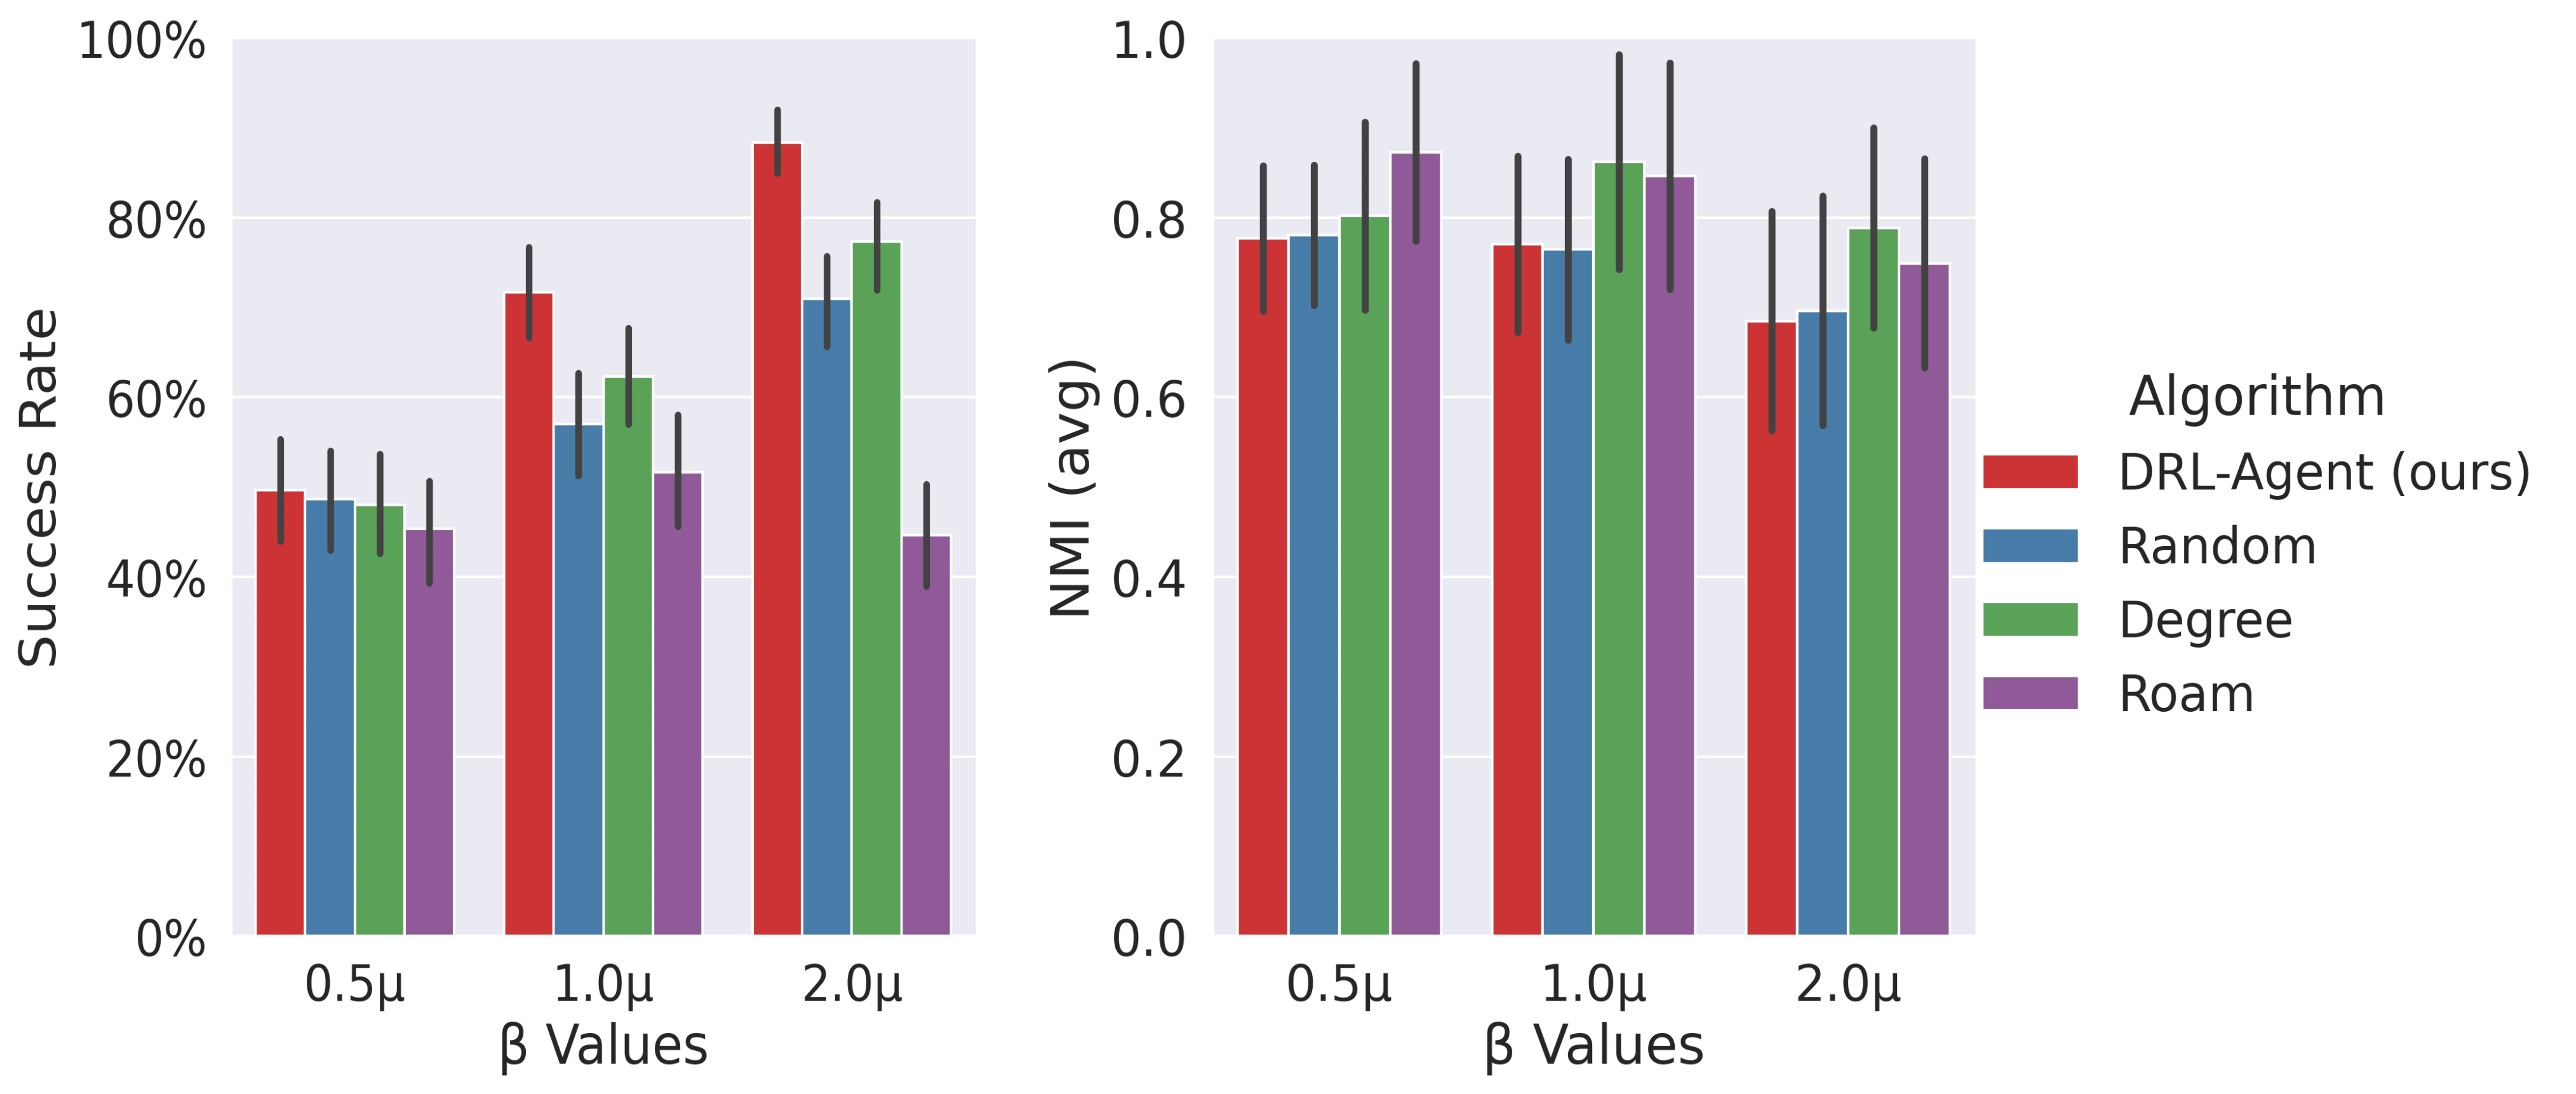 100%
80%
60%
40%
20%
0%
Success Rate
0.5μ 1.0μ 2.0μ
β Values
1.0
0.8
0.6
0.4
0.2
0.0
NMI (avg)
0.5μ 1.0μ 2.0μ
β Values
Algorithm
DRL-Agent (ours)
Random
Degree
Roam